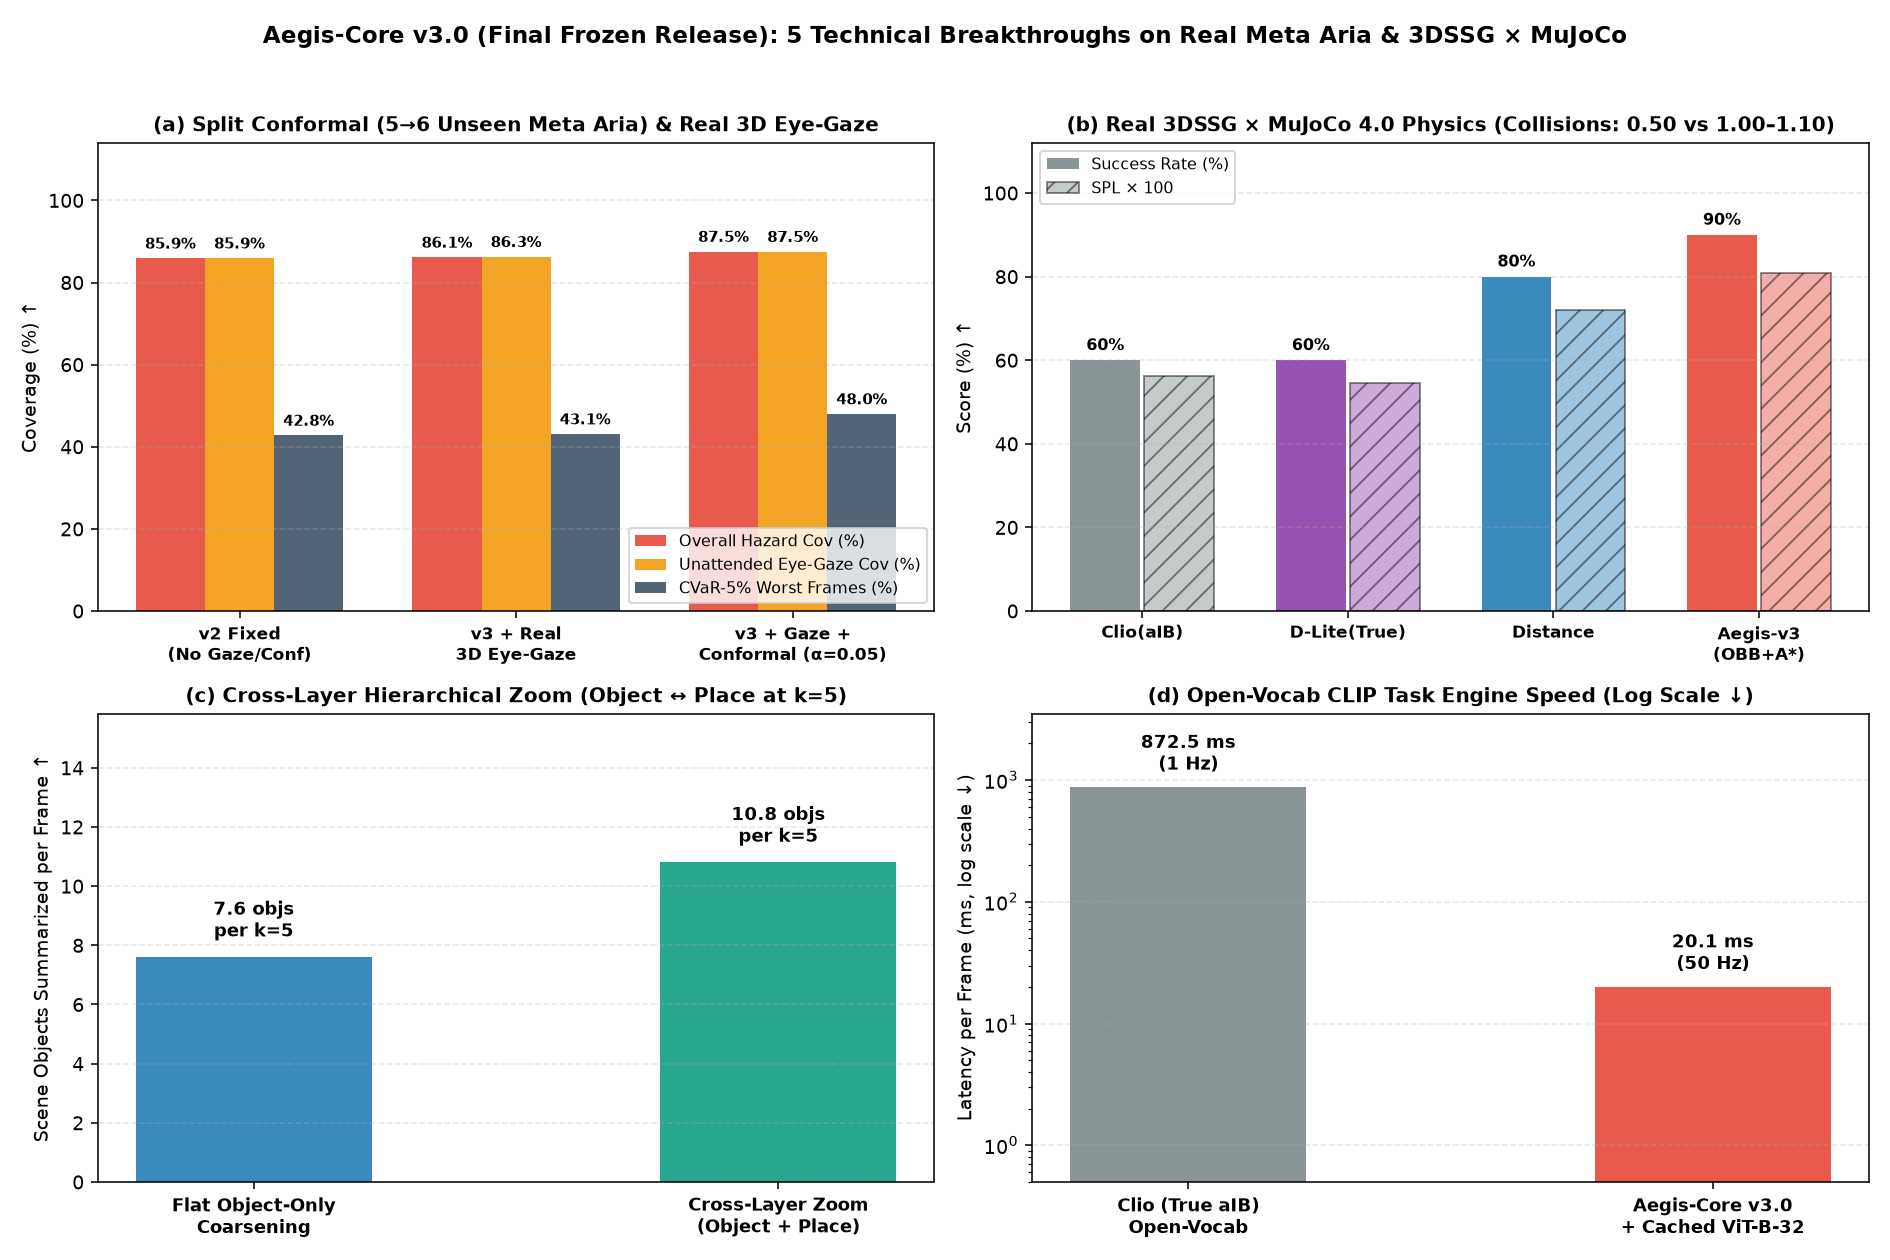 Aegis-Core v3.0 (Final Frozen Release): 5 Technical Breakthroughs on Real Meta Aria & 3DSSG × MuJoCo
(a) Split Conformal (5→6 Unseen Meta Aria) & Real 3D Eye-Gaze
Coverage (%) ↑
100
80
60
40
20
0
85.9%
85.9%
42.8%
86.1%
86.3%
43.1%
87.5%
87.5%
48.0%
Overall Hazard Cov (%)
Unattended Eye-Gaze Cov (%)
CVaR-5% Worst Frames (%)
v2 Fixed
(No Gaze/Conf)
v3 + Real
3D Eye-Gaze
v3 + Gaze +
Conformal (α=0.05)
(b) Real 3DSSG × MuJoCo 4.0 Physics (Collisions: 0.50 vs 1.00–1.10)
Score (%) ↑
100
80
60
40
20
0
Success Rate (%)
SPL × 100
60%
60%
80%
90%
Clio(aIB)
D-Lite(True)
Distance
Aegis-v3
(OBB+A*)
(c) Cross-Layer Hierarchical Zoom (Object ↔ Place at k=5)
Scene Objects Summarized per Frame ↑
14
12
10
8
6
4
2
0
7.6 objs
per k=5
10.8 objs
per k=5
Flat Object-Only
Coarsening
Cross-Layer Zoom
(Object + Place)
(d) Open-Vocab CLIP Task Engine Speed (Log Scale ↓)
Latency per Frame (ms, log scale ↓)
10³
10²
10¹
10⁰
872.5 ms
(1 Hz)
20.1 ms
(50 Hz)
Clio (True aIB)
Open-Vocab
Aegis-Core v3.0
+ Cached ViT-B-32